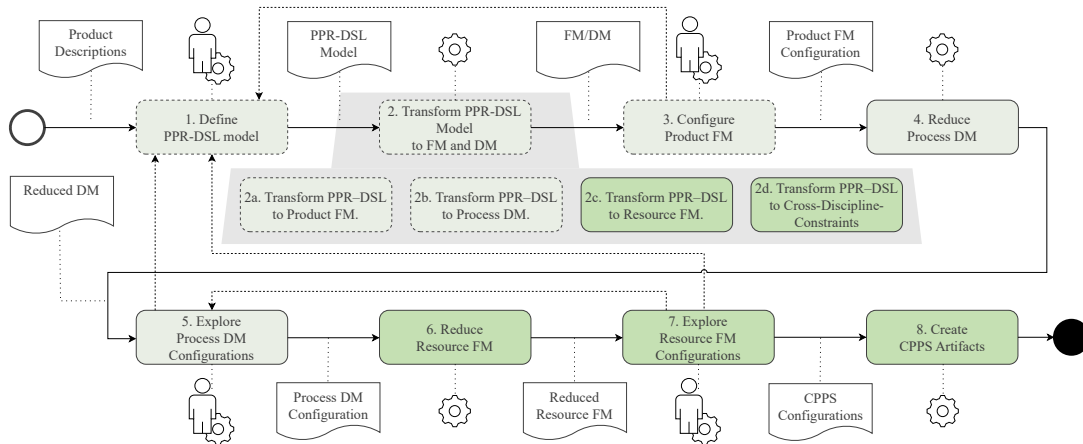 Product
Descriptions
PPR-DSL
Model
FM/DM
Product FM
Configuration
1. Define
PPR-DSL model
2. Transform PPR-DSL
Model
to FM and DM
3. Configure
Product FM
4. Reduce
Process DM
2a. Transform PPR–DSL
to Product FM.
2b. Transform PPR–DSL
to Process DM.
2c. Transform PPR–DSL
to Resource FM.
2d. Transform PPR–DSL
to Cross-Discipline-
Constraints
Reduced DM
5. Explore
Process DM
Configurations
6. Reduce
Resource FM
7. Explore
Resource FM
Configurations
8. Create
CPPS Artifacts
Process DM
Configuration
Reduced
Resource FM
CPPS
Configurations